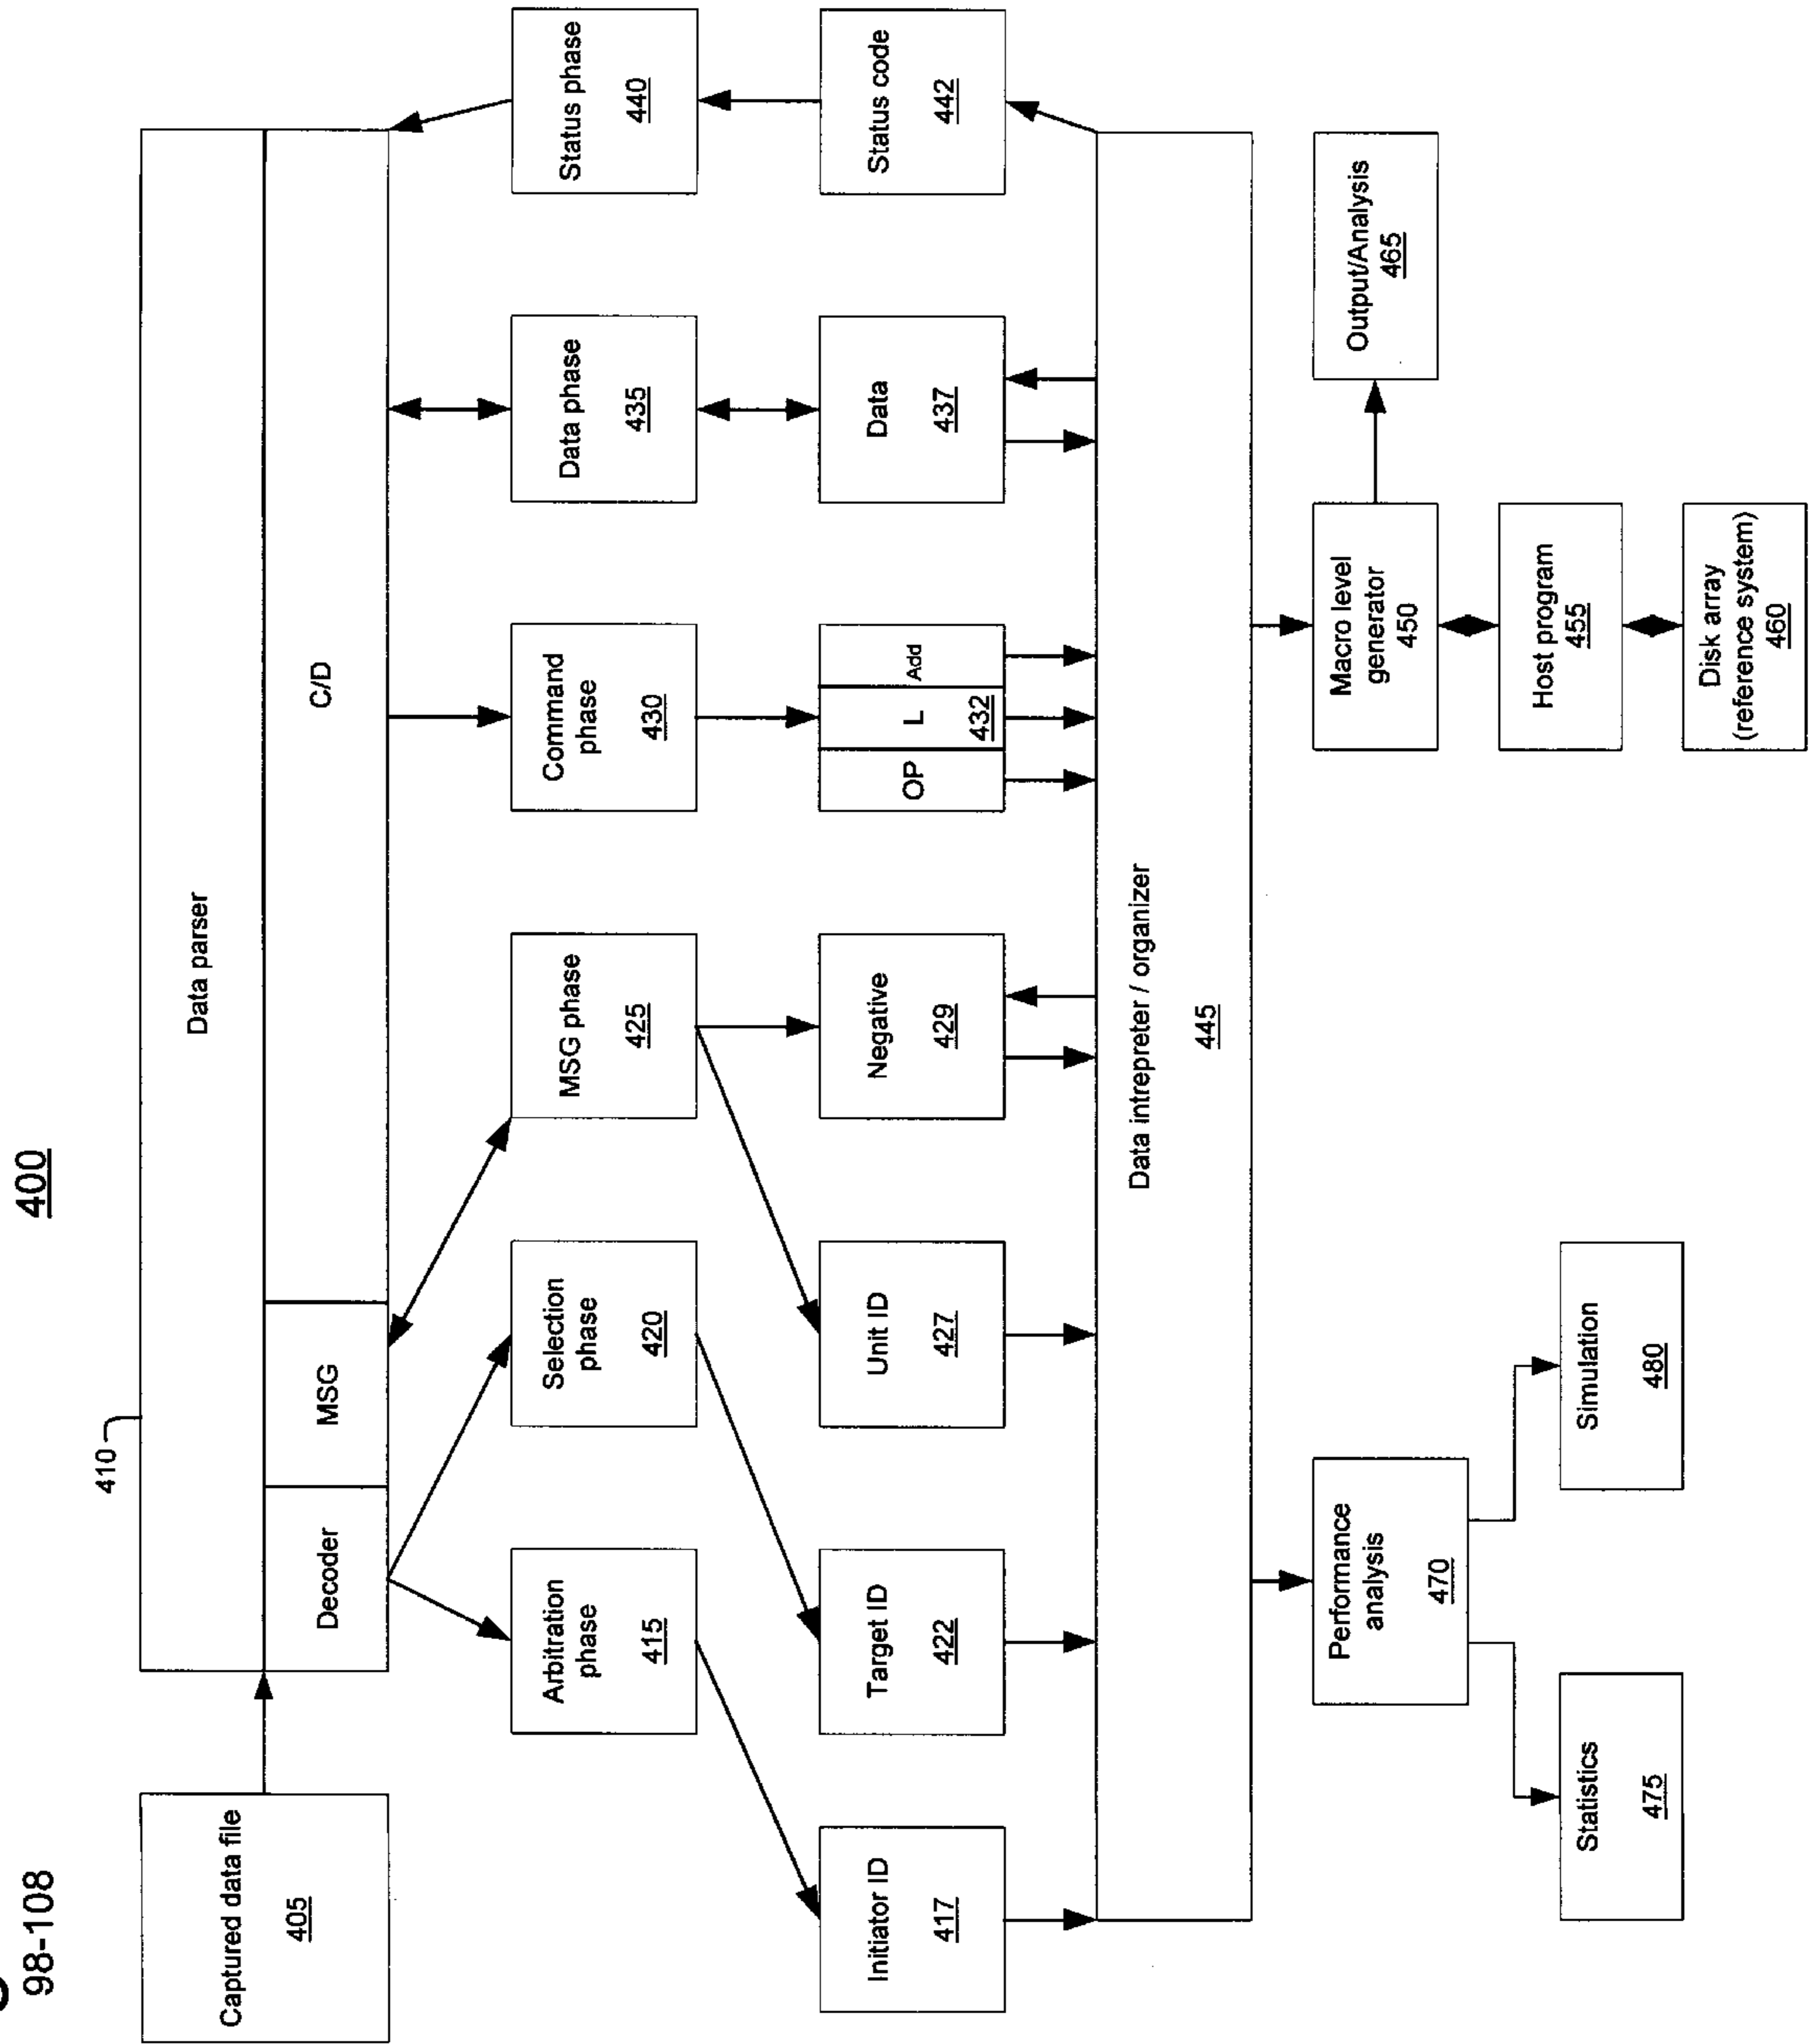 98-108
400
410
Captured data file
405
Data parser
Decoder
MSG
C/D
Arbitration
phase
415
Selection
phase
420
MSG phase
425
Command
phase
430
Data phase
435
Status phase
440
Initiator ID
417
Target ID
422
Unit ID
427
Negative
429
OP
L
Add
432
Data
437
Status code
442
Data intrepreter / organizer
445
Performance
analysis
470
Macro level
generator
450
Output/Analysis
465
Host program
455
Statistics
475
Simulation
480
Disk array
(reference system)
460